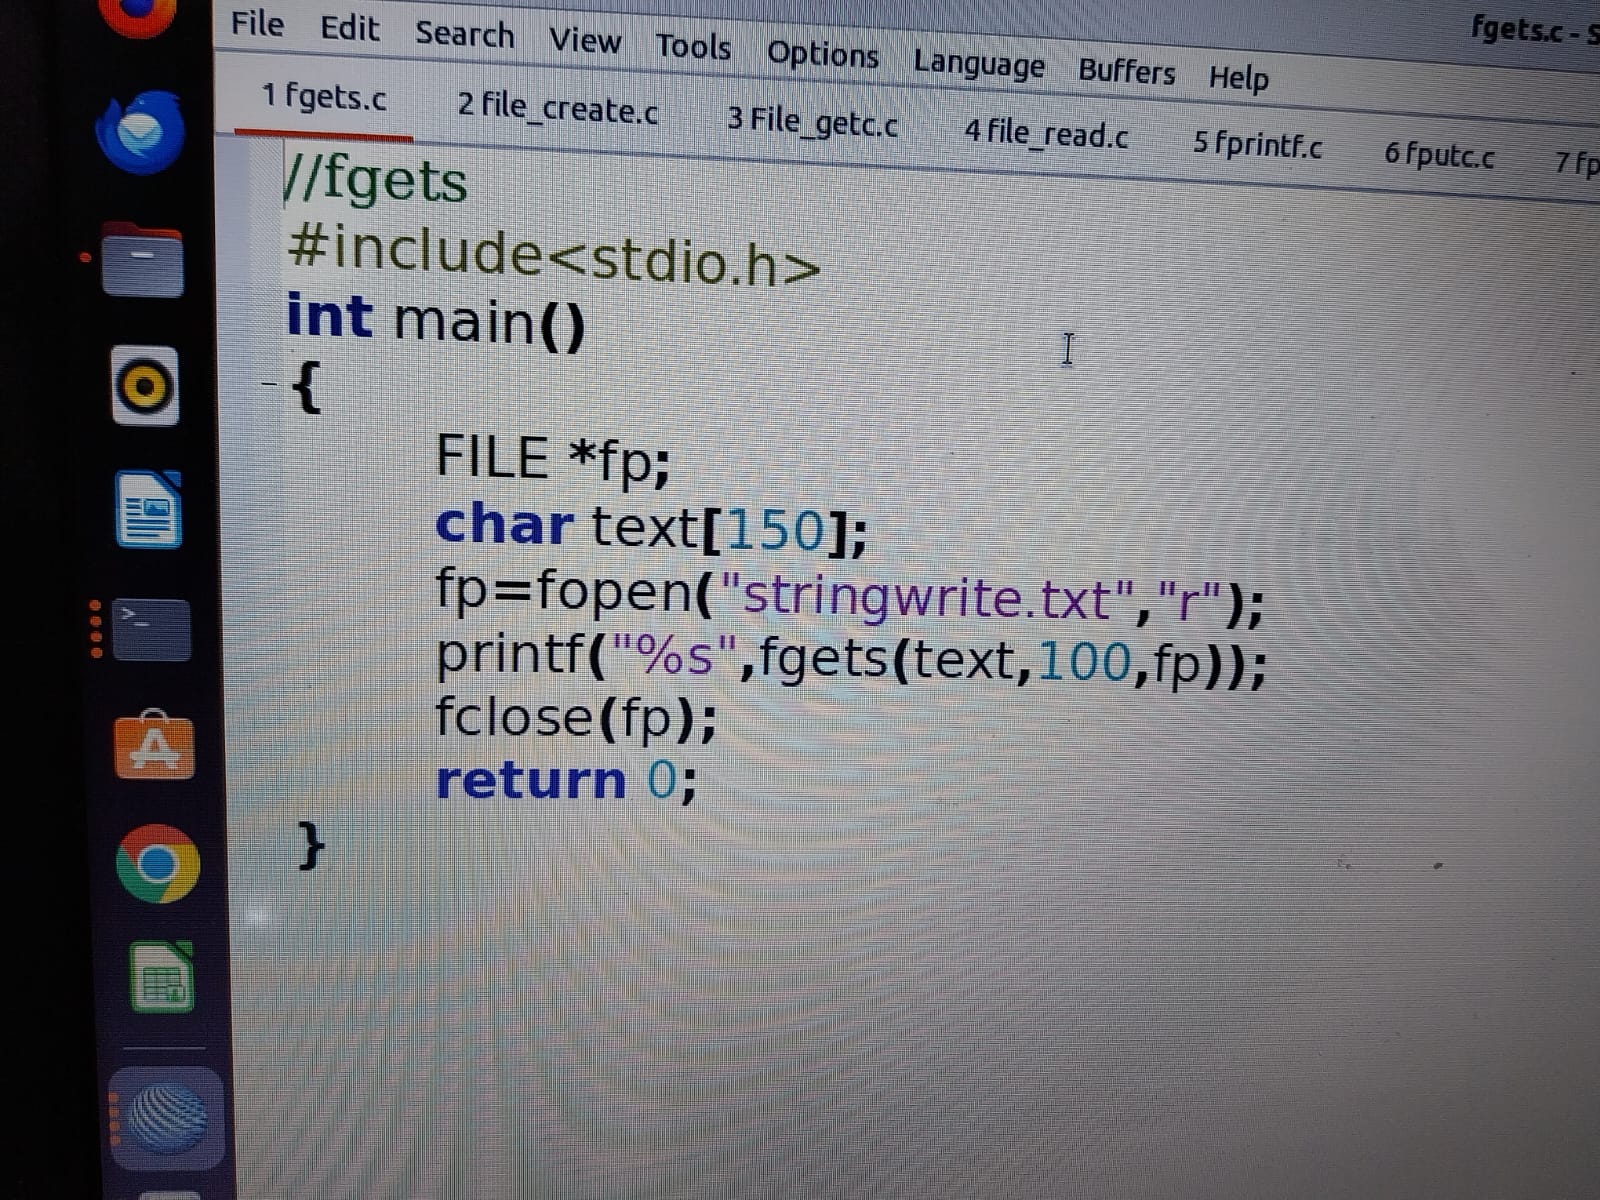 fgets.c - S
File Edit Search View Tools Options Language Buffers Help
1 fgets.c 2 file_create.c 3 File_getc.c 4 file_read.c 5 fprintf.c 6 fputc.c 7 fp
//fgets
#include<stdio.h>
int main()
{
FILE *fp;
char text[150];
fp=fopen("stringwrite.txt","r");
printf("%s",fgets(text,100,fp));
fclose(fp);
return 0;
}